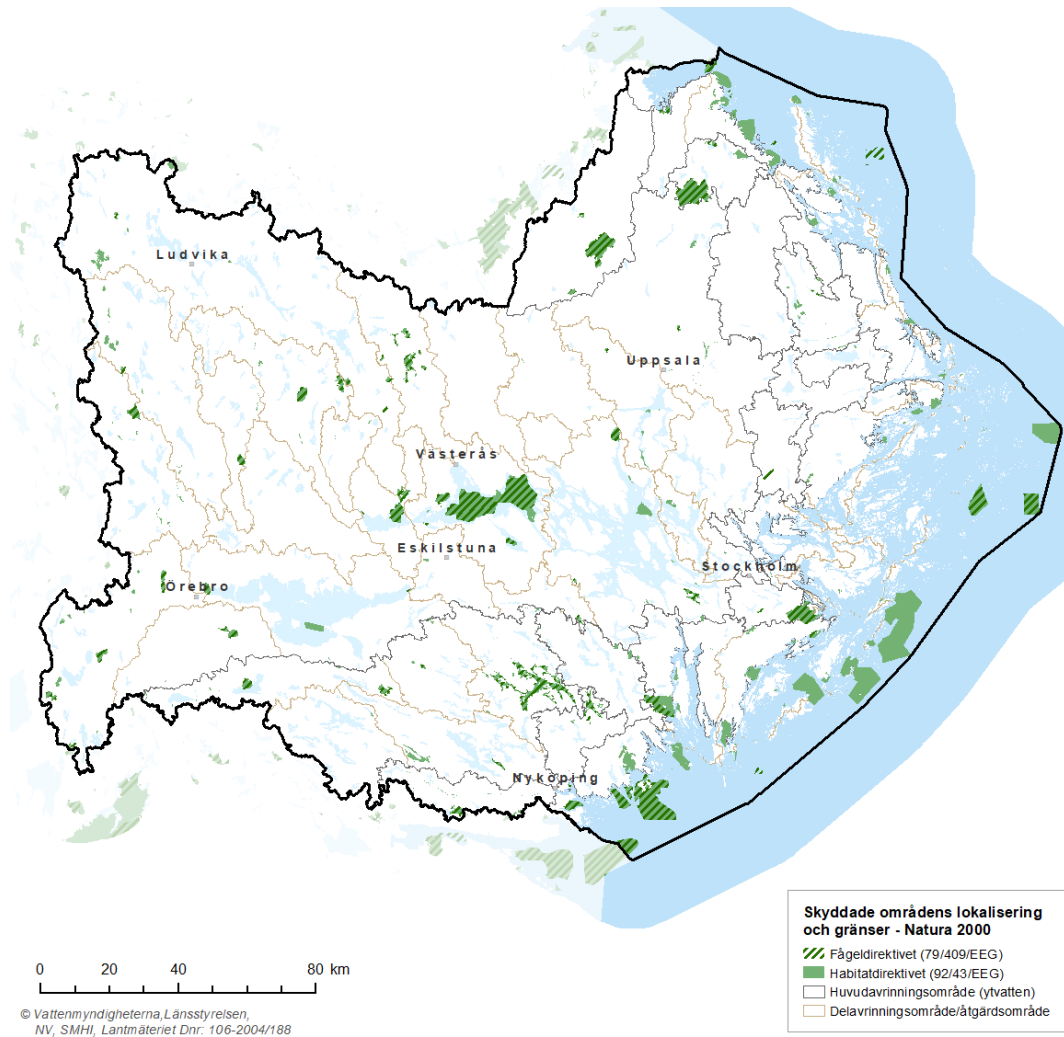 Ludvika
Uppsala
Västerås
Eskilstuna
Stockholm
Örebro
Nyköping
Skyddade områdens lokalisering
och gränser - Natura 2000
Fågeldirektivet (79/409/EEG)
Habitatdirektivet (92/43/EEG)
Huvudavrinningsområde (ytvatten)
Delavrinningsområde/åtgärdsområde
0 20 40 80 km
© Vattenmyndigheterna,Länsstyrelsen,
NV, SMHI, Lantmäteriet Dnr: 106-2004/188